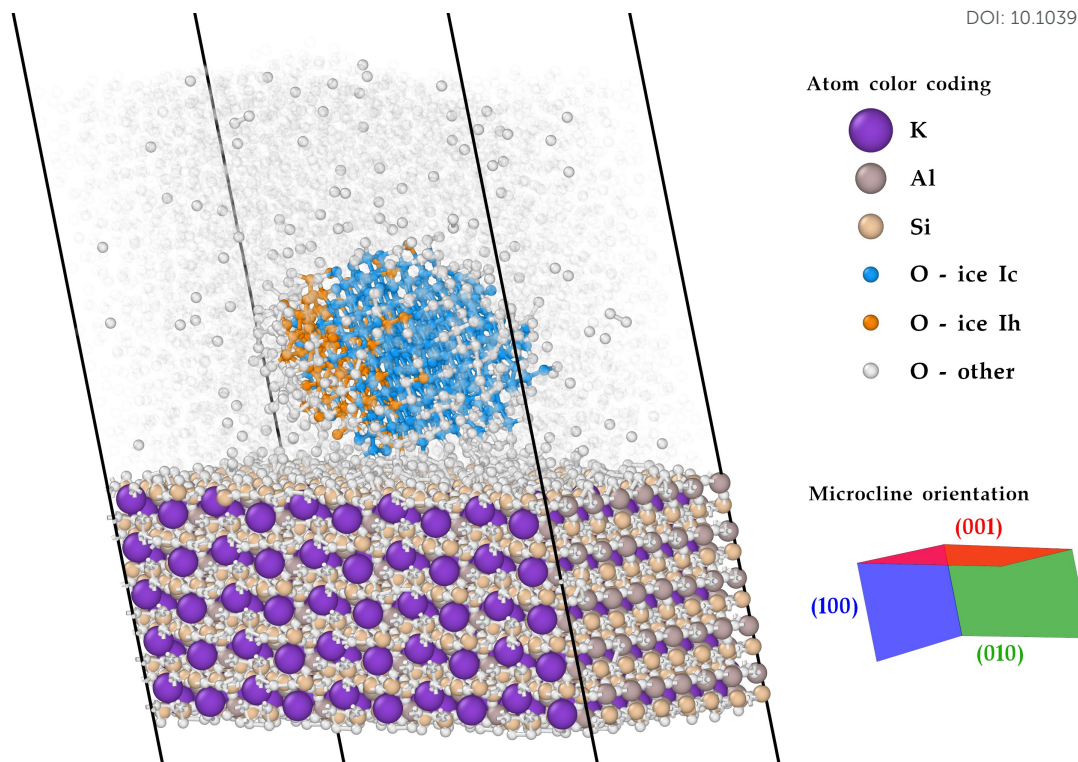 DOI: 10.1039
Atom color coding
K
Al
Si
O - ice Ic
O - ice Ih
O - other
Microcline orientation
(001)
(100)
(010)